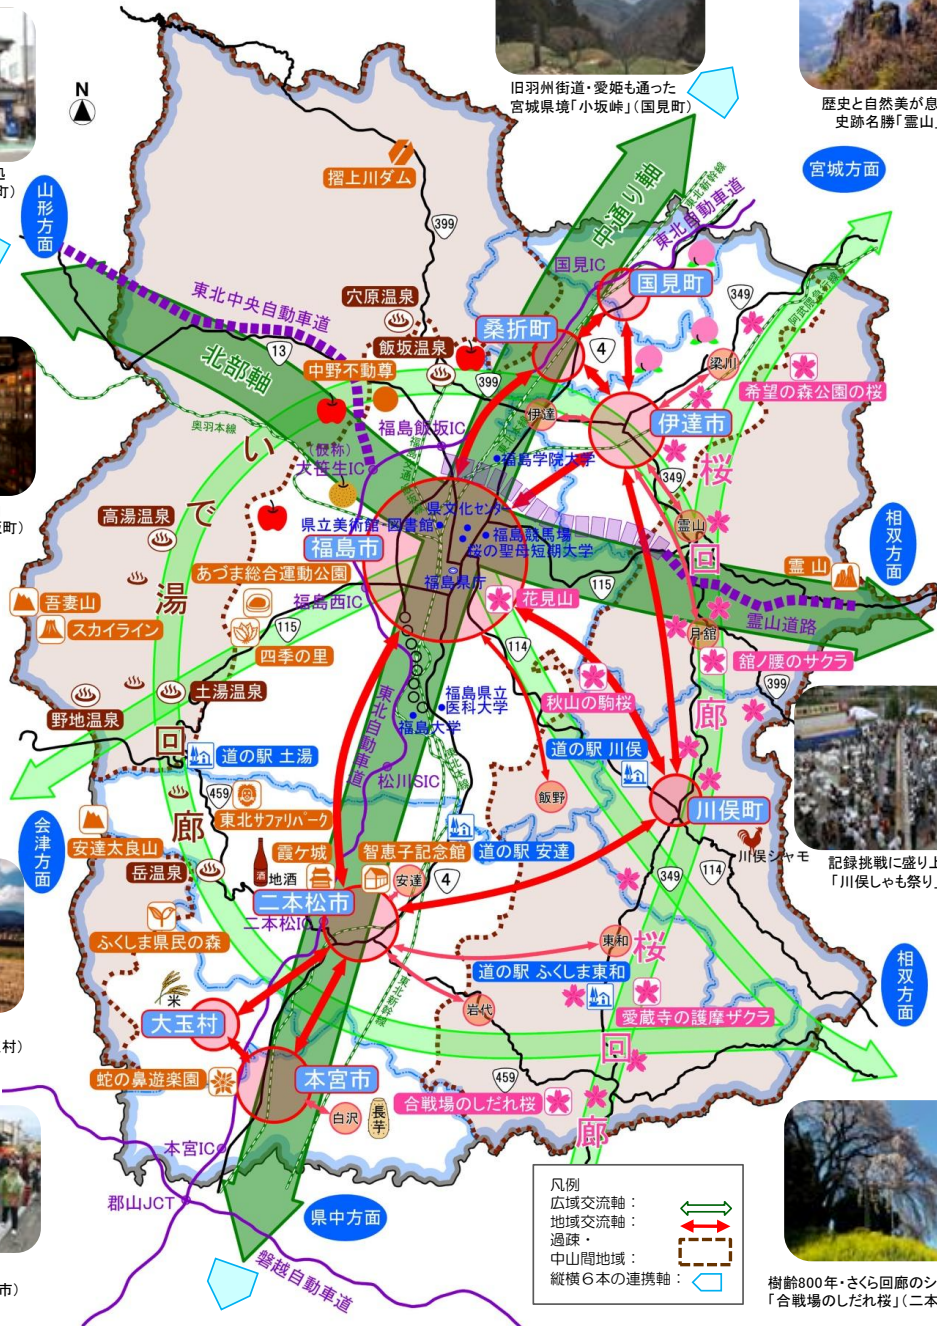 旧羽州街道・愛姫も通った
宮城県境「小坂峠」(国見町)
歴史と自然美が息
史跡名勝「霊山」
処
町)
N
山形方面
宮城方面
摺上川ダム
399
中通り軸
東北新幹線
東北自動車道
国見IC
国見町
349
阿武隈急行線
東北中央自動車道
穴原温泉
桑折町
飯坂温泉
13
4
北部軸
中野不動尊
399
梁川
希望の森公園の桜
伊達
伊達市
奥羽本線
い
福島飯坂IC
(仮称)
大笹生IC
福島学院大学
349
桜
町)
で
高湯温泉
県文化センター
県立美術館・図書館
福島競馬場
桜の聖母短期大学
霊山
相双方面
福島市
回
霊山
あづま総合運動公園
福島県庁
湯
吾妻山
福島西IC
花見山
115
霊山道路
スカイライン
115
四季の里
114
月舘
舘ノ腰のサクラ
399
土湯温泉
福島県立
医科大学
秋山の駒桜
野地温泉
東北自動車道
福島大学
廊
回
道の駅 土湯
道の駅 川俣
松川SIC
東北本線
459
飯野
東北サファリパーク
川俣町
会津方面
廊
安達太良山
霞ケ城
智恵子記念館
道の駅 安達
川俣シャモ
記録挑戦に盛り上
「川俣しゃも祭り」
岳温泉
酒
地酒
安達
4
349
114
二本松市
二本松IC
ふくしま県民の森
東和
桜
道の駅 ふくしま東和
相双方面
米
東北新幹線
岩代
大玉村
愛蔵寺の護摩ザクラ
村)
回
蛇の鼻遊楽園
本宮市
459
合戦場のしだれ桜
白沢
長芋
廊
本宮IC
郡山JCT
県中方面
磐越自動車道
凡例
広域交流軸:
地域交流軸:
過疎・
中山間地域:
縦横6本の連携軸:
市)
樹齢800年・さくら回廊のシ
「合戦場のしだれ桜」(二本